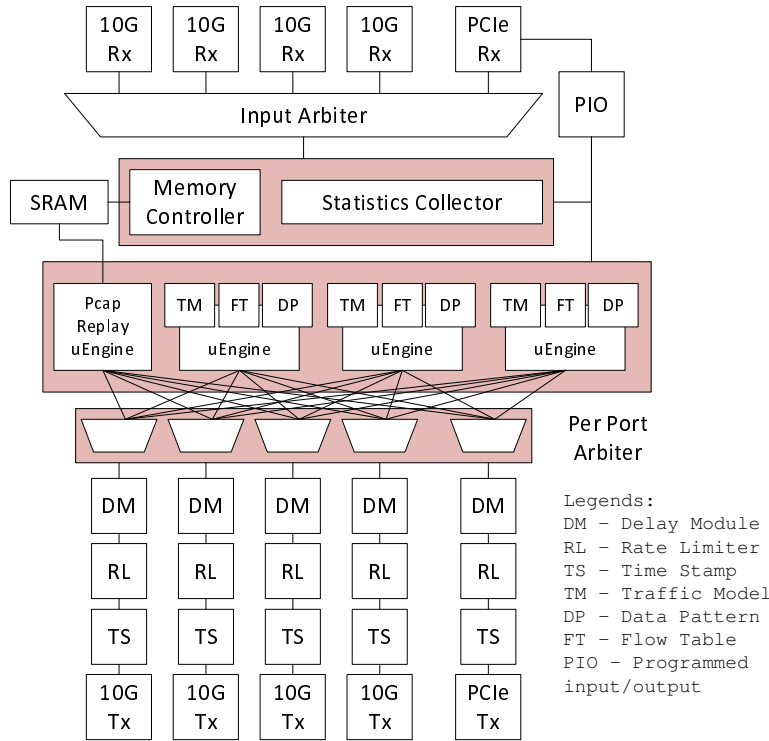 10G Rx
10G Rx
10G Rx
10G Rx
PCIe Rx
PIO
Input Arbiter
SRAM
Memory Controller
Statistics Collector
Pcap Replay uEngine
TM FT DP
uEngine
TM FT DP
uEngine
TM FT DP
uEngine
Per Port
Arbiter
DM DM DM DM DM
RL RL RL RL RL
TS TS TS TS TS
10G Tx
10G Tx
10G Tx
10G Tx
PCIe Tx
Legends:
DM – Delay Module
RL – Rate Limiter
TS – Time Stamp
TM – Traffic Model
DP – Data Pattern
FT – Flow Table
PIO – Programmed
input/output